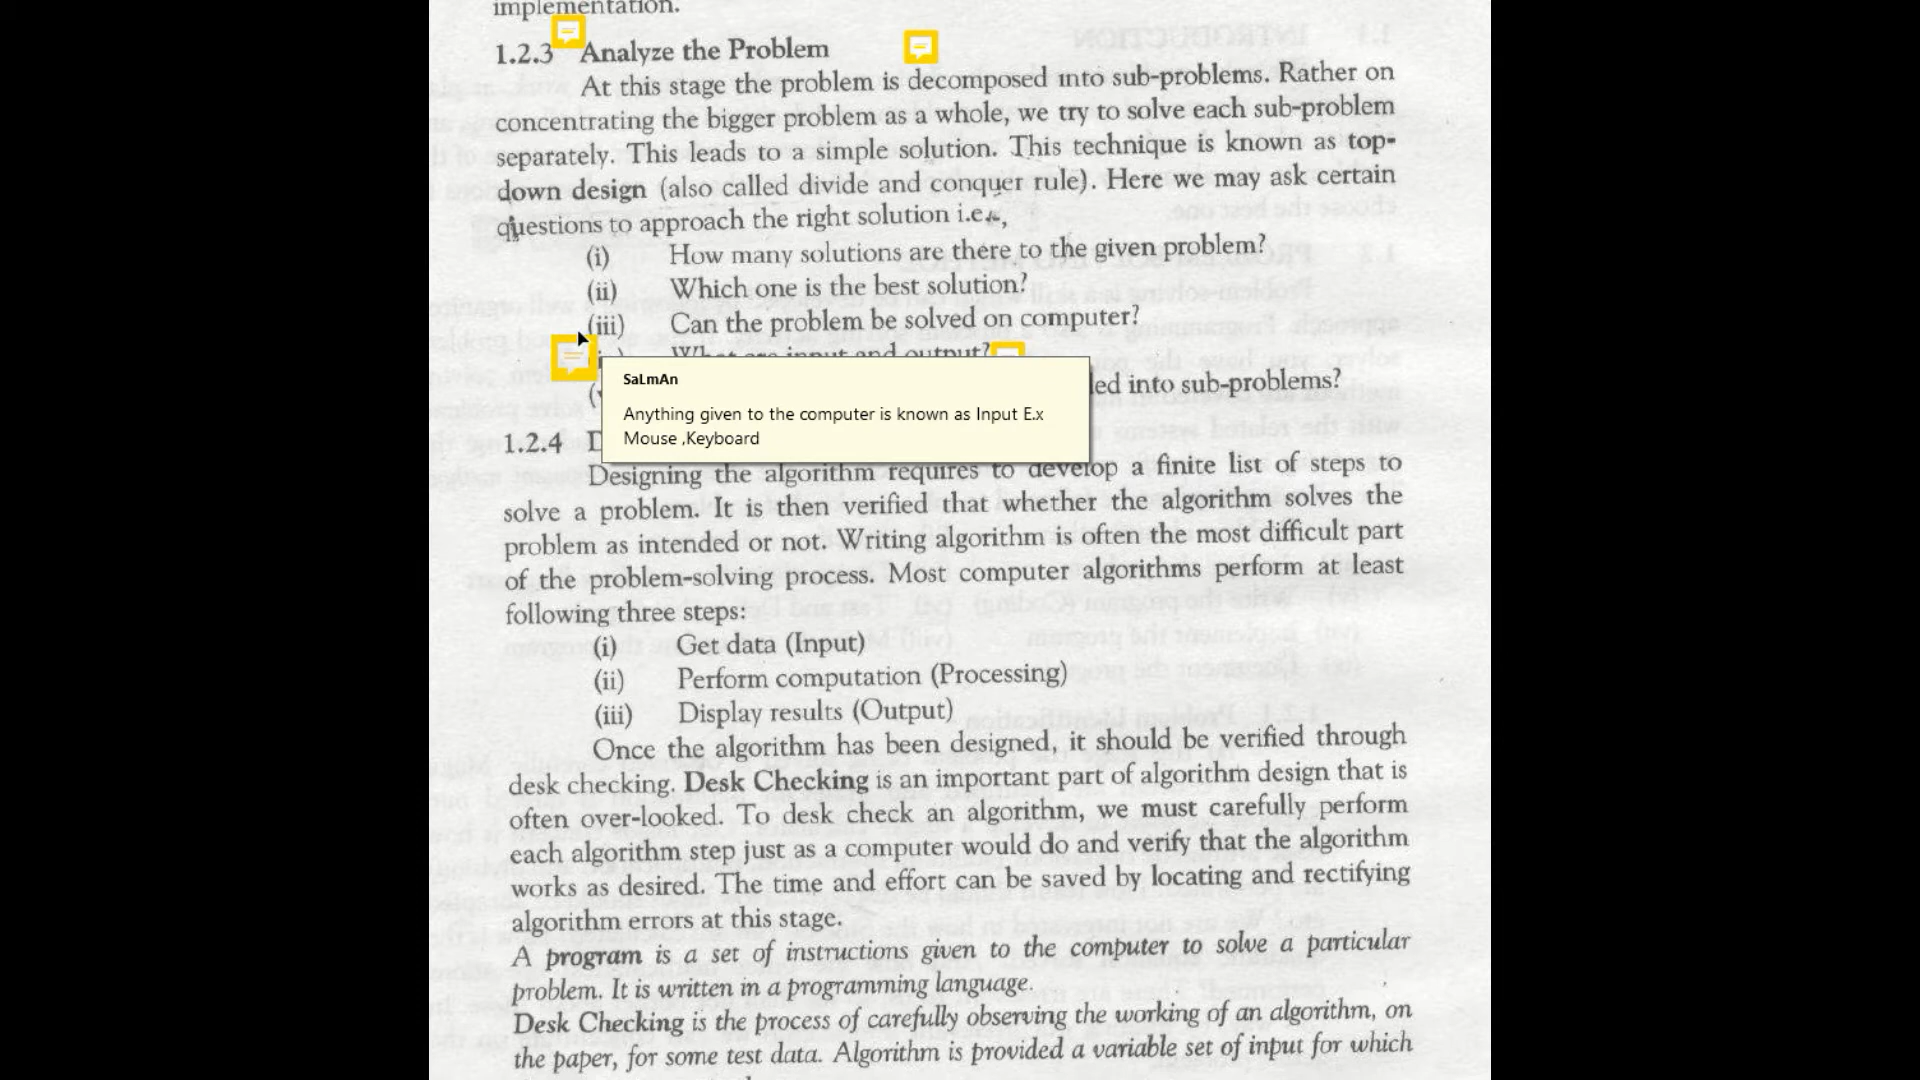 implementation.
1.2.3 Analyze the Problem
At this stage the problem is decomposed into sub-problems. Rather on
concentrating the bigger problem as a whole, we try to solve each sub-problem
separately. This leads to a simple solution. This technique is known as top-
down design (also called divide and conquer rule). Here we may ask certain
questions to approach the right solution i.e.,
(i) How many solutions are there to the given problem?
(ii) Which one is the best solution?
(iii) Can the problem be solved on computer?
What are input and output?
SaLmAn
into sub-problems?
Anything given to the computer is known as Input E.x
Mouse ,Keyboard
1.2.4
Designing the algorithm requires to develop a finite list of steps to
solve a problem. It is then verified that whether the algorithm solves the
problem as intended or not. Writing algorithm is often the most difficult part
of the problem-solving process. Most computer algorithms perform at least
following three steps:
(i) Get data (Input)
(ii) Perform computation (Processing)
(iii) Display results (Output)
Once the algorithm has been designed, it should be verified through
desk checking. Desk Checking is an important part of algorithm design that is
often over-looked. To desk check an algorithm, we must carefully perform
each algorithm step just as a computer would do and verify that the algorithm
works as desired. The time and effort can be saved by locating and rectifying
algorithm errors at this stage.
A program is a set of instructions given to the computer to solve a particular
problem. It is written in a programming language.
Desk Checking is the process of carefully observing the working of an algorithm, on
the paper, for some test data. Algorithm is provided a variable set of input for which